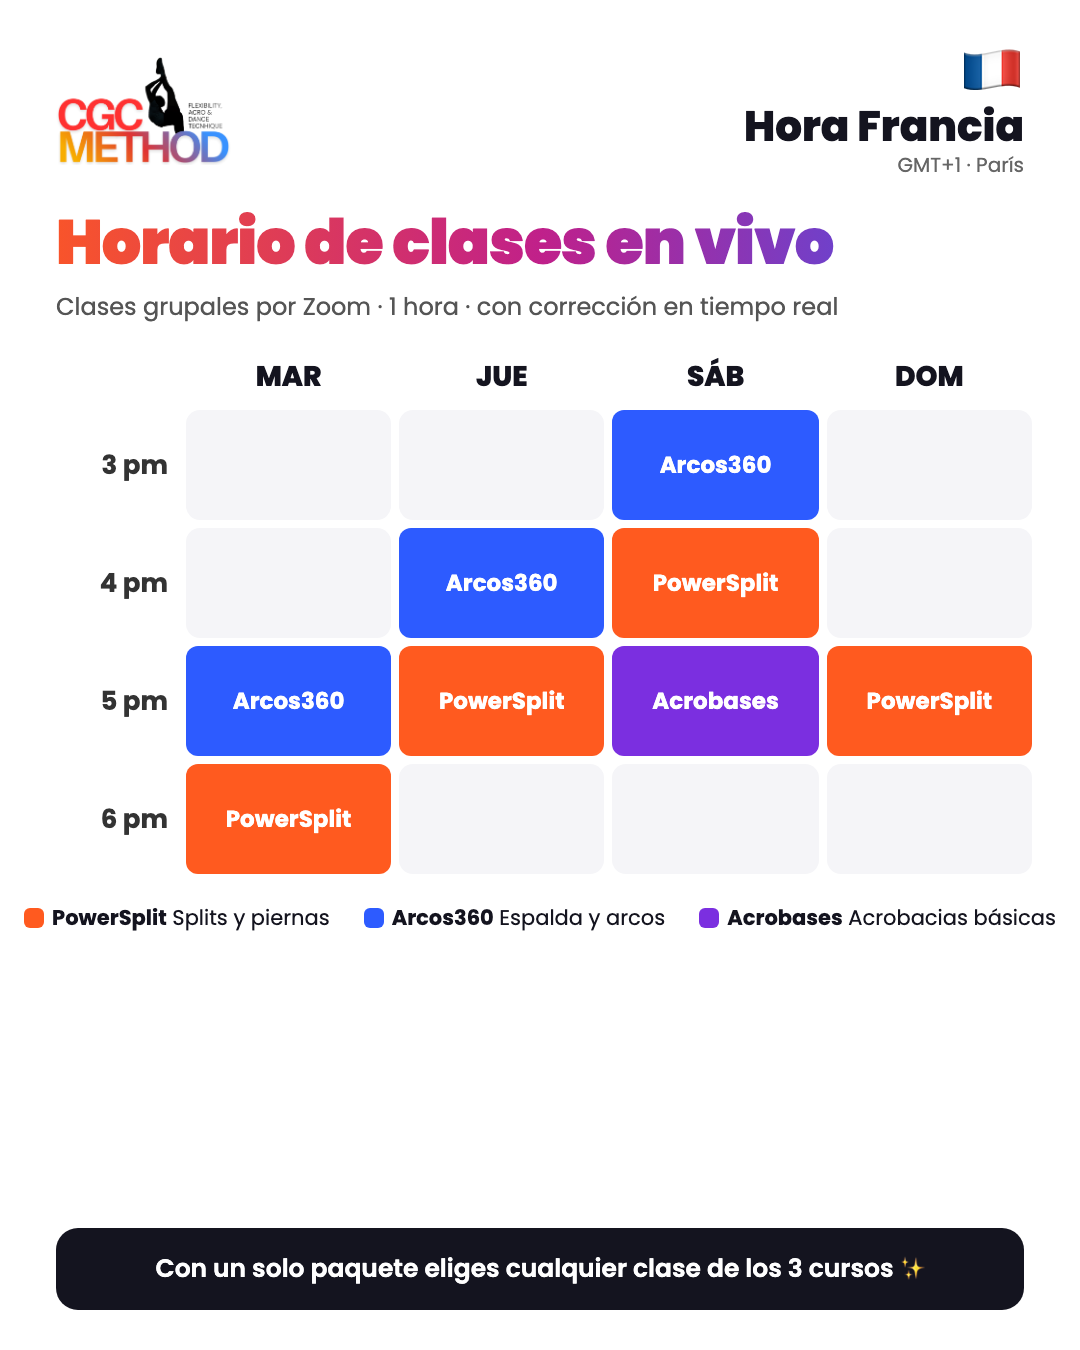 CGC
METHOD
FLEXIBILITY,
ACRO &
DANCE
TECNHIQUE
Hora Francia
GMT+1 · París
Horario de clases en vivo
Clases grupales por Zoom · 1 hora · con corrección en tiempo real
MAR JUE SÁB DOM
3 pm Arcos360
4 pm Arcos360 PowerSplit
5 pm Arcos360 PowerSplit Acrobases PowerSplit
6 pm PowerSplit
PowerSplit Splits y piernas Arcos360 Espalda y arcos Acrobases Acrobacias básicas
Con un solo paquete eliges cualquier clase de los 3 cursos ✨